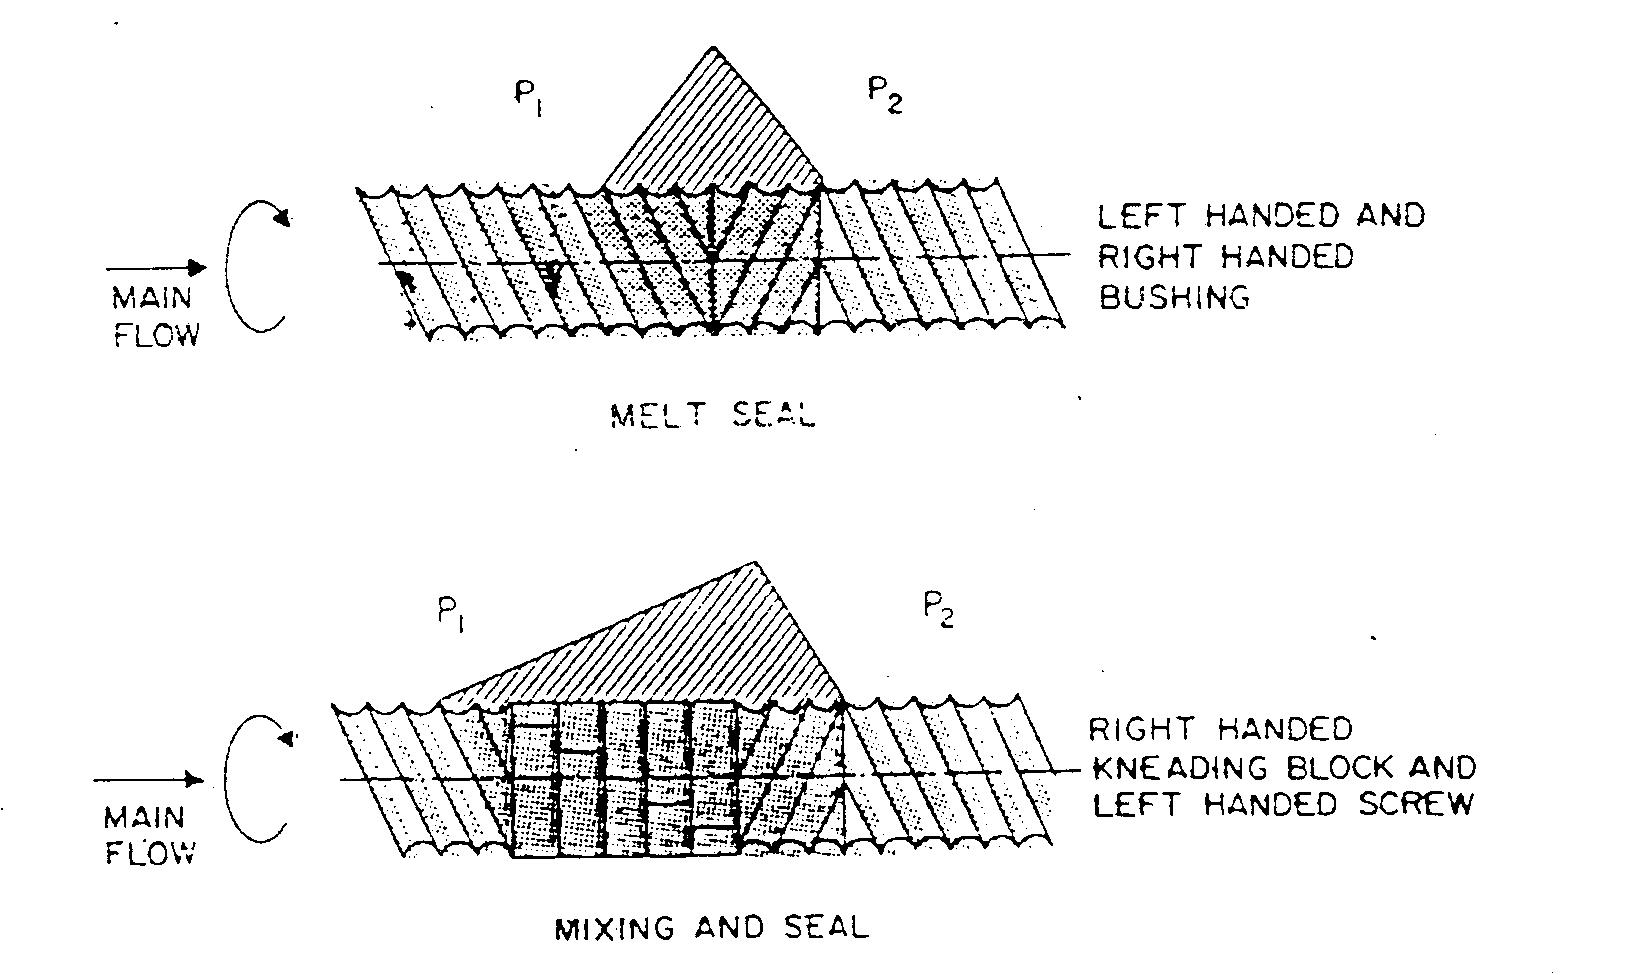 P1
P2
LEFT HANDED AND
RIGHT HANDED
BUSHING
MAIN
FLOW
MELT SEAL
P1
P2
RIGHT HANDED
KNEADING BLOCK AND
LEFT HANDED SCREW
MAIN
FLOW
MIXING AND SEAL